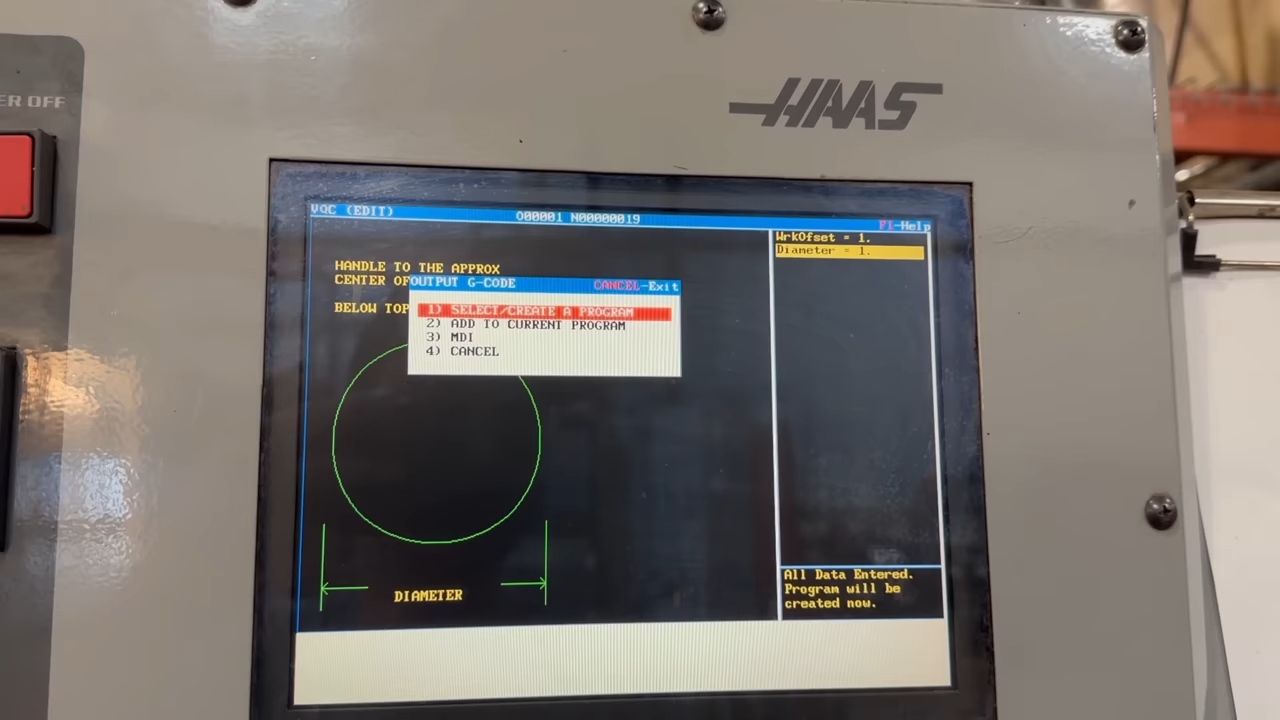 ER OFF
HAAS
VQC (EDIT)
O00001 N00000019
F1-Help
HANDLE TO THE APPROX
CENTER OF
BELOW TOP
OUTPUT G-CODE
CANCEL-Exit
1) SELECT/CREATE A PROGRAM
2) ADD TO CURRENT PROGRAM
3) MDI
4) CANCEL
WrkOfset = 1.
Diameter = 1.
DIAMETER
All Data Entered.
Program will be
created now.